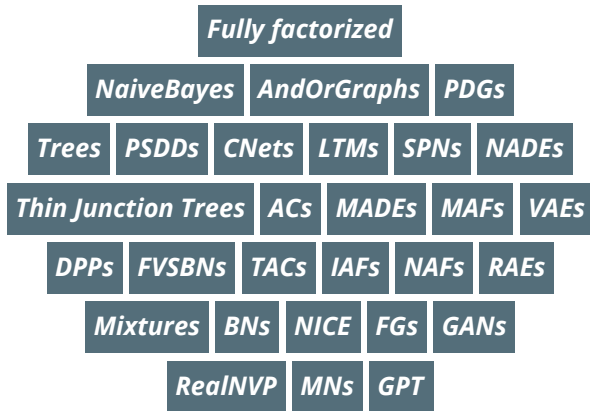 Fully factorized
NaiveBayes AndOrGraphs PDGs
Trees PSDDs CNets LTMs SPNs NADEs
Thin Junction Trees ACs MADEs MAFs VAEs
DPPs FVSBNs TACs IAFs NAFs RAEs
Mixtures BNs NICE FGs GANs
RealNVP MNs GPT